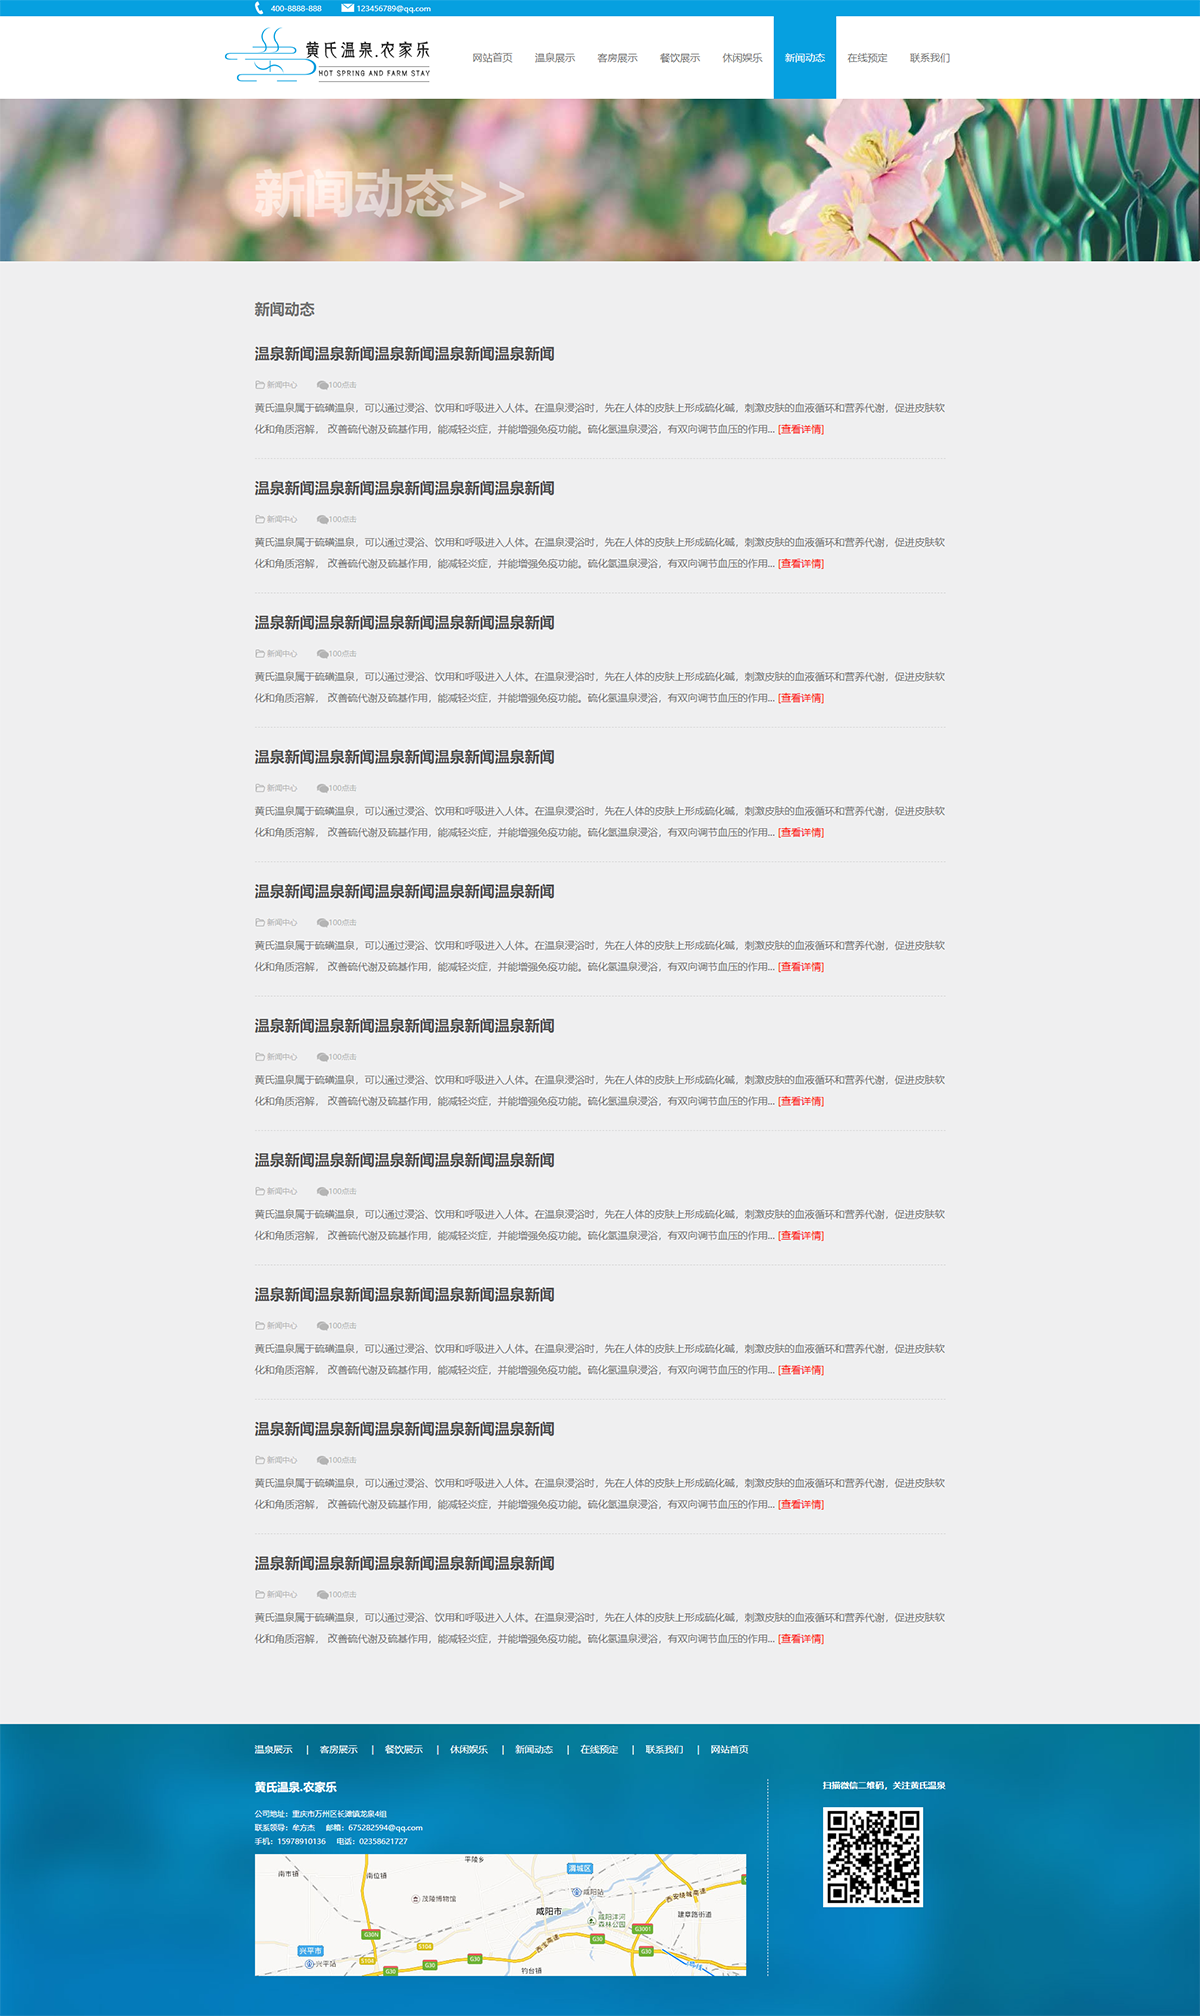 400-8888-888 123456789@qq.com
黄氏温泉.农家乐
HOT SPRING AND FARM STAY
网站首页 温泉展示 客房展示 餐饮展示 休闲娱乐 新闻动态 在线预定 联系我们
新闻动态>>
新闻动态
温泉新闻温泉新闻温泉新闻温泉新闻温泉新闻
新闻中心 100点击
黄氏温泉属于硫磺温泉，可以通过浸浴、饮用和呼吸进入人体。在温泉浸浴时，先在人体的皮肤上形成硫化碱，刺激皮肤的血液循环和营养代谢，促进皮肤软
化和角质溶解， 改善硫代谢及硫基作用，能减轻炎症，并能增强免疫功能。硫化氢温泉浸浴，有双向调节血压的作用... [查看详情]
温泉新闻温泉新闻温泉新闻温泉新闻温泉新闻
新闻中心 100点击
黄氏温泉属于硫磺温泉，可以通过浸浴、饮用和呼吸进入人体。在温泉浸浴时，先在人体的皮肤上形成硫化碱，刺激皮肤的血液循环和营养代谢，促进皮肤软
化和角质溶解， 改善硫代谢及硫基作用，能减轻炎症，并能增强免疫功能。硫化氢温泉浸浴，有双向调节血压的作用... [查看详情]
温泉新闻温泉新闻温泉新闻温泉新闻温泉新闻
新闻中心 100点击
黄氏温泉属于硫磺温泉，可以通过浸浴、饮用和呼吸进入人体。在温泉浸浴时，先在人体的皮肤上形成硫化碱，刺激皮肤的血液循环和营养代谢，促进皮肤软
化和角质溶解， 改善硫代谢及硫基作用，能减轻炎症，并能增强免疫功能。硫化氢温泉浸浴，有双向调节血压的作用... [查看详情]
温泉新闻温泉新闻温泉新闻温泉新闻温泉新闻
新闻中心 100点击
黄氏温泉属于硫磺温泉，可以通过浸浴、饮用和呼吸进入人体。在温泉浸浴时，先在人体的皮肤上形成硫化碱，刺激皮肤的血液循环和营养代谢，促进皮肤软
化和角质溶解， 改善硫代谢及硫基作用，能减轻炎症，并能增强免疫功能。硫化氢温泉浸浴，有双向调节血压的作用... [查看详情]
温泉新闻温泉新闻温泉新闻温泉新闻温泉新闻
新闻中心 100点击
黄氏温泉属于硫磺温泉，可以通过浸浴、饮用和呼吸进入人体。在温泉浸浴时，先在人体的皮肤上形成硫化碱，刺激皮肤的血液循环和营养代谢，促进皮肤软
化和角质溶解， 改善硫代谢及硫基作用，能减轻炎症，并能增强免疫功能。硫化氢温泉浸浴，有双向调节血压的作用... [查看详情]
温泉新闻温泉新闻温泉新闻温泉新闻温泉新闻
新闻中心 100点击
黄氏温泉属于硫磺温泉，可以通过浸浴、饮用和呼吸进入人体。在温泉浸浴时，先在人体的皮肤上形成硫化碱，刺激皮肤的血液循环和营养代谢，促进皮肤软
化和角质溶解， 改善硫代谢及硫基作用，能减轻炎症，并能增强免疫功能。硫化氢温泉浸浴，有双向调节血压的作用... [查看详情]
温泉新闻温泉新闻温泉新闻温泉新闻温泉新闻
新闻中心 100点击
黄氏温泉属于硫磺温泉，可以通过浸浴、饮用和呼吸进入人体。在温泉浸浴时，先在人体的皮肤上形成硫化碱，刺激皮肤的血液循环和营养代谢，促进皮肤软
化和角质溶解， 改善硫代谢及硫基作用，能减轻炎症，并能增强免疫功能。硫化氢温泉浸浴，有双向调节血压的作用... [查看详情]
温泉新闻温泉新闻温泉新闻温泉新闻温泉新闻
新闻中心 100点击
黄氏温泉属于硫磺温泉，可以通过浸浴、饮用和呼吸进入人体。在温泉浸浴时，先在人体的皮肤上形成硫化碱，刺激皮肤的血液循环和营养代谢，促进皮肤软
化和角质溶解， 改善硫代谢及硫基作用，能减轻炎症，并能增强免疫功能。硫化氢温泉浸浴，有双向调节血压的作用... [查看详情]
温泉新闻温泉新闻温泉新闻温泉新闻温泉新闻
新闻中心 100点击
黄氏温泉属于硫磺温泉，可以通过浸浴、饮用和呼吸进入人体。在温泉浸浴时，先在人体的皮肤上形成硫化碱，刺激皮肤的血液循环和营养代谢，促进皮肤软
化和角质溶解， 改善硫代谢及硫基作用，能减轻炎症，并能增强免疫功能。硫化氢温泉浸浴，有双向调节血压的作用... [查看详情]
温泉新闻温泉新闻温泉新闻温泉新闻温泉新闻
新闻中心 100点击
黄氏温泉属于硫磺温泉，可以通过浸浴、饮用和呼吸进入人体。在温泉浸浴时，先在人体的皮肤上形成硫化碱，刺激皮肤的血液循环和营养代谢，促进皮肤软
化和角质溶解， 改善硫代谢及硫基作用，能减轻炎症，并能增强免疫功能。硫化氢温泉浸浴，有双向调节血压的作用... [查看详情]
温泉展示 | 客房展示 | 餐饮展示 | 休闲娱乐 | 新闻动态 | 在线预定 | 联系我们 | 网站首页
黄氏温泉.农家乐
扫描微信二维码，关注黄氏温泉
公司地址：重庆市万州区长滩镇龙泉4组
联系领导：牟方杰 邮箱：675282594@qq.com
手机：15978910136 电话：02358621727
平陵乡
渭城区
南市镇
南位镇
咸阳站
西安绕城高速
茂陵博物馆
咸阳市
咸阳洋河
森林公园
建章路街道
G3001
G30N
S104
西宝高速
G30
兴平市
G30
G30
S104
G30
兴平站
G30
钓台镇